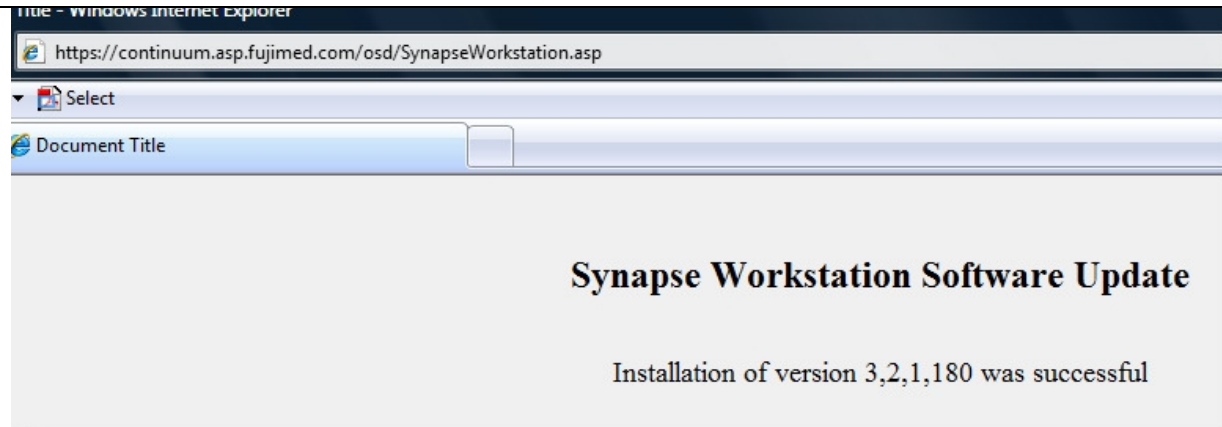 Title - Windows Internet Explorer
https://continuum.asp.fujimed.com/osd/SynapseWorkstation.asp
Select
Document Title
Synapse Workstation Software Update
Installation of version 3,2,1,180 was successful